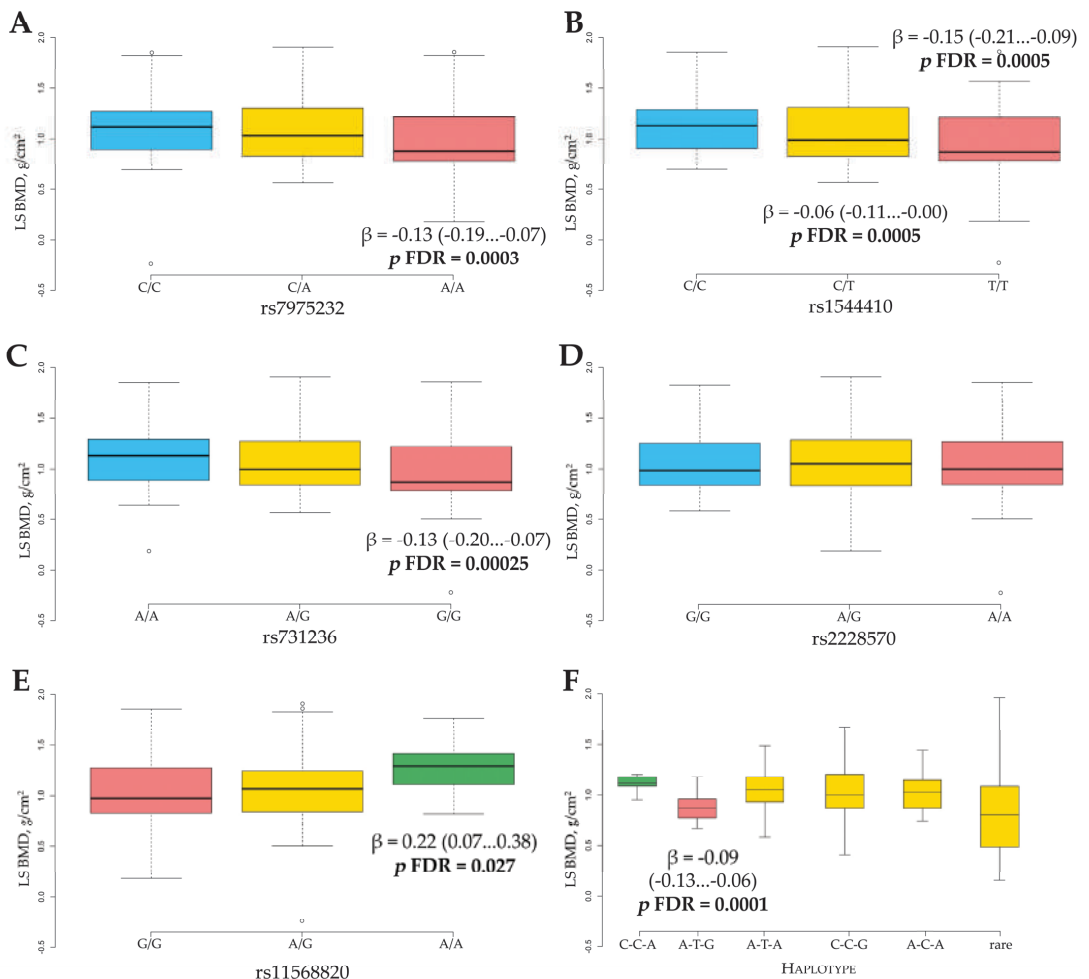 A
LS BMD, g/cm²
2.0
1.5
1.0
0.5
0.0
-0.5
β = -0.13 (-0.19...-0.07)
p FDR = 0.0003
C/C
C/A
A/A
rs7975232
B
LS BMD, g/cm²
2.0
1.5
1.0
0.5
0.0
-0.5
β = -0.15 (-0.21...-0.09)
p FDR = 0.0005
β = -0.06 (-0.11...-0.00)
p FDR = 0.0005
C/C
C/T
T/T
rs1544410
C
LS BMD, g/cm²
2.0
1.5
1.0
0.5
0.0
-0.5
β = -0.13 (-0.20...-0.07)
p FDR = 0.00025
A/A
A/G
G/G
rs731236
D
LS BMD, g/cm²
2.0
1.5
1.0
0.5
0.0
-0.5
G/G
A/G
A/A
rs2228570
E
LS BMD, g/cm²
2.0
1.5
1.0
0.5
0.0
-0.5
β = 0.22 (0.07...0.38)
p FDR = 0.027
G/G
A/G
A/A
rs11568820
F
LS BMD, g/cm²
2.0
1.5
1.0
0.5
0.0
-0.5
β = -0.09
(-0.13...-0.06)
p FDR = 0.0001
C-C-A
A-T-G
A-T-A
C-C-G
A-C-A
rare
HAPLOTYPE